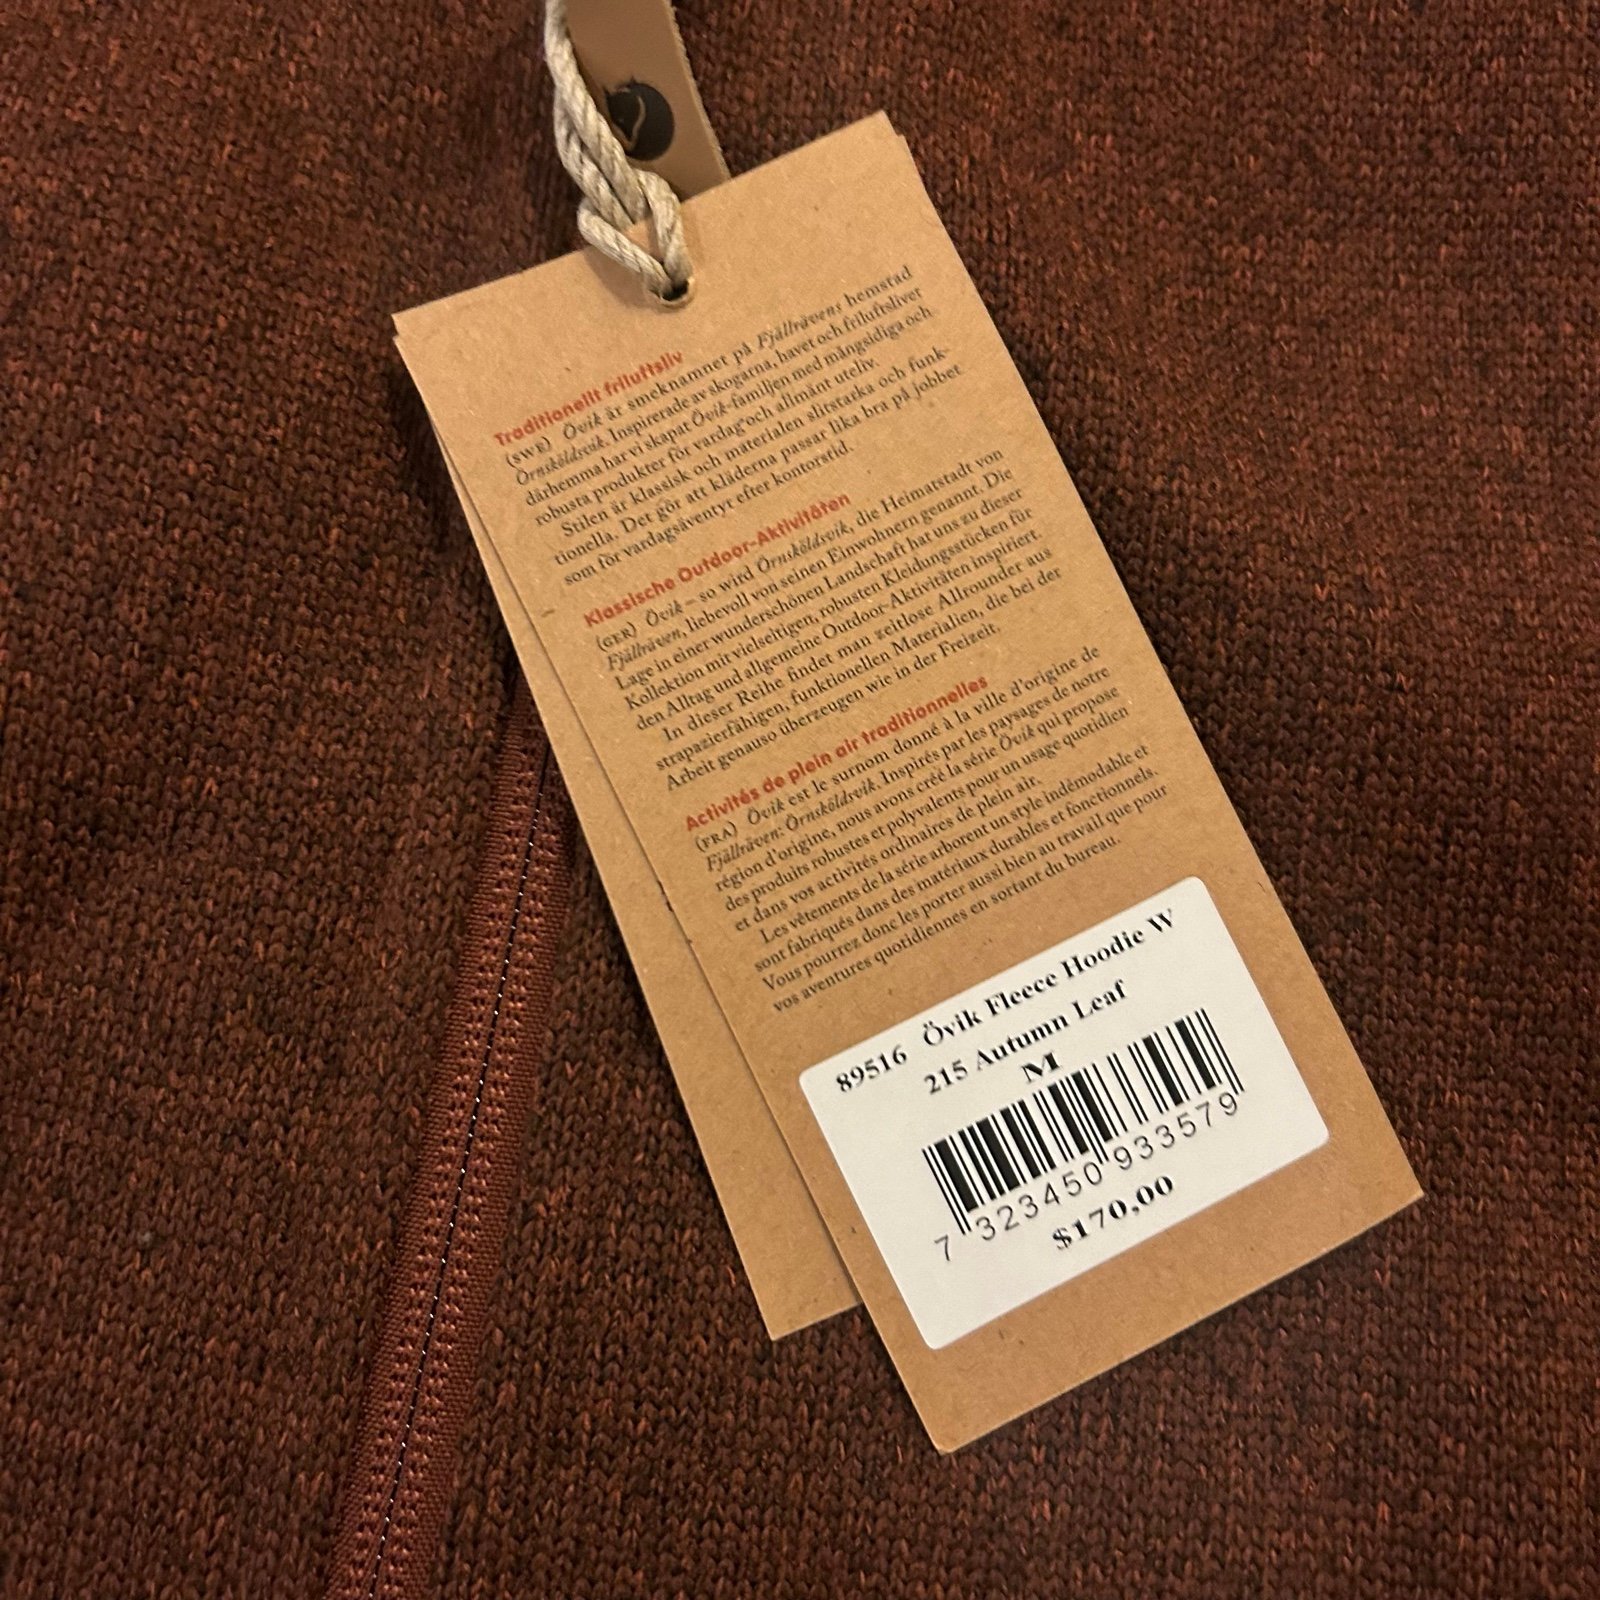 Traditionellt friluftsliv
(SWE) Övik är smeknamnet på Fjällrävens hemstad
Örnsköldsvik. Inspirerade av skogarna, havet och friluftslivet
därhemma har vi skapat Övik-familjen med mångsidiga och
robusta produkter för vardag och allmänt uteliv.
Stilen är klassisk och materialen slitstarka och funk-
tionella. Det gör att kläderna passar lika bra på jobbet
som för vardagsäventyr efter kontorstid.
Klassische Outdoor-Aktivitäten
(GER) Övik – so wird Örnsköldsvik, die Heimatstadt von
Fjällräven, liebevoll von seinen Einwohnern genannt. Die
Lage in einer wunderschönen Landschaft hat uns zu dieser
Kollektion mit vielseitigen, robusten Kleidungsstücken für
den Alltag und allgemeine Outdoor-Aktivitäten inspiriert.
In dieser Reihe findet man zeitlose Allrounder aus
strapazierfähigen, funktionellen Materialien, die bei der
Arbeit genauso überzeugen wie in der Freizeit.
Activités de plein air traditionnelles
(FRA) Övik est le surnom donné à la ville d'origine de
Fjällräven: Örnsköldsvik. Inspirés par les paysages de notre
région d'origine, nous avons créé la série Övik qui propose
des produits robustes et polyvalents pour un usage quotidien
et dans vos activités ordinaires de plein air.
Les vêtements de la série arborent un style indémodable et
sont fabriqués dans des matériaux durables et fonctionnels.
Vous pourrez donc les porter aussi bien au travail que pour
vos aventures quotidiennes en sortant du bureau.
89516 Övik Fleece Hoodie W
215 Autumn Leaf
M
7 323450 933579
$170.00